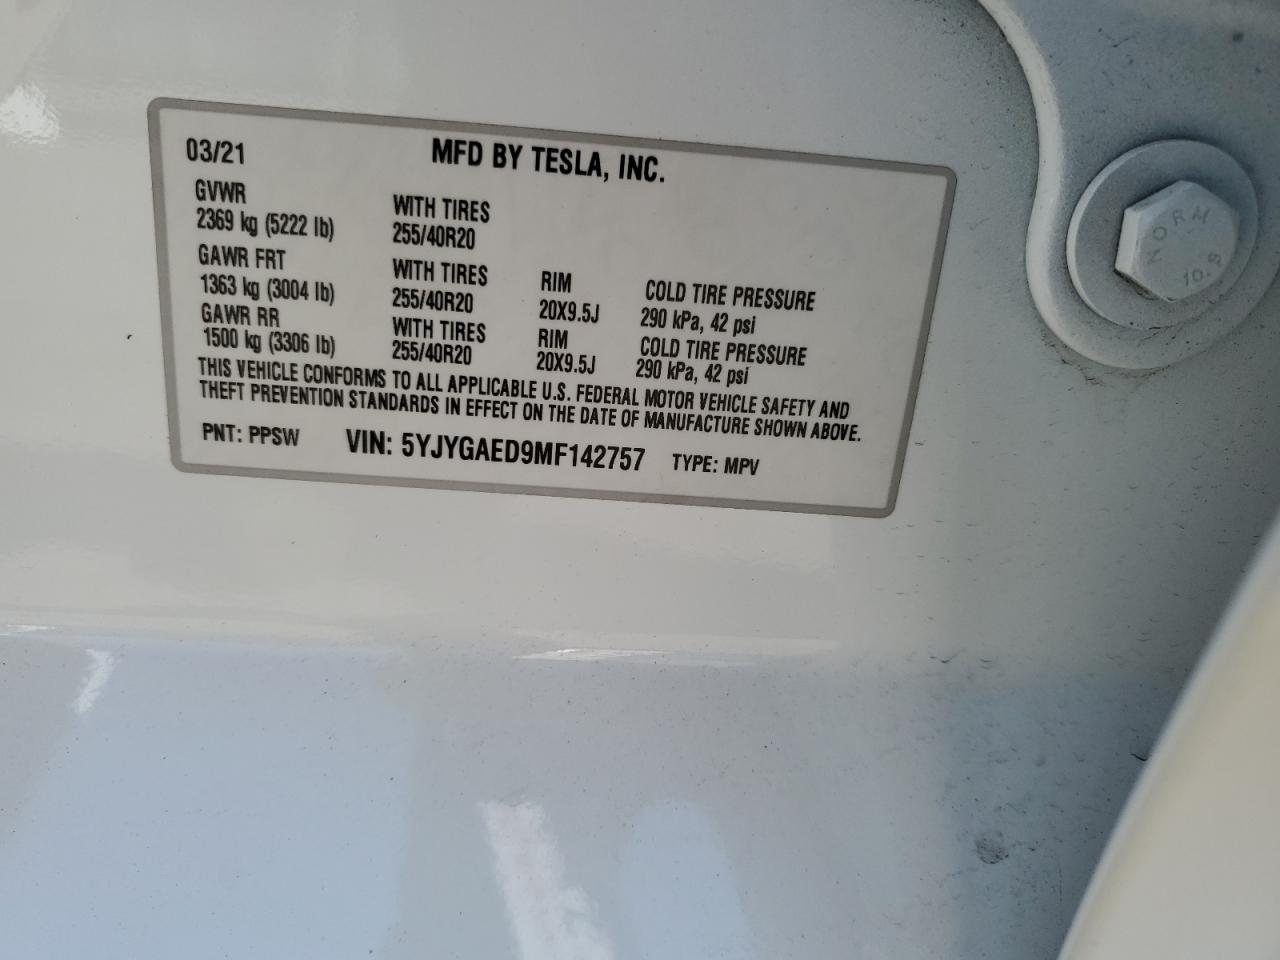 03/21 MFD BY TESLA, INC.
GVWR WITH TIRES
2369 kg (5222 lb) 255/40R20
GAWR FRT WITH TIRES RIM COLD TIRE PRESSURE
1363 kg (3004 lb) 255/40R20 20X9.5J 290 kPa, 42 psi
GAWR RR WITH TIRES RIM COLD TIRE PRESSURE
1500 kg (3306 lb) 255/40R20 20X9.5J 290 kPa, 42 psi
THIS VEHICLE CONFORMS TO ALL APPLICABLE U.S. FEDERAL MOTOR VEHICLE SAFETY AND
THEFT PREVENTION STANDARDS IN EFFECT ON THE DATE OF MANUFACTURE SHOWN ABOVE.
PNT: PPSW VIN: 5YJYGAED9MF142757 TYPE: MPV
NORM
10.9